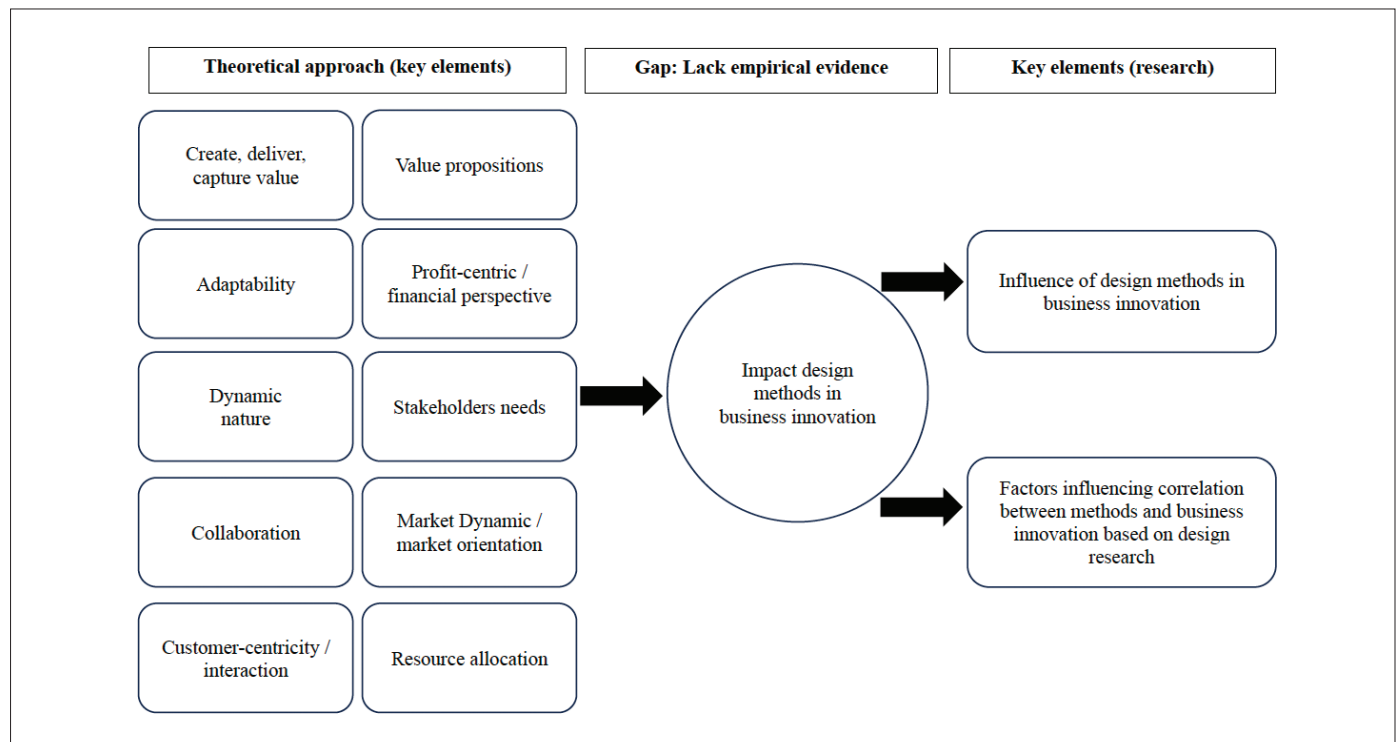 Theoretical approach (key elements)
Gap: Lack empirical evidence
Key elements (research)
Create, deliver,
capture value
Value propositions
Adaptability
Profit-centric /
financial perspective
Dynamic
nature
Stakeholders needs
Collaboration
Market Dynamic /
market orientation
Customer-centricity /
interaction
Resource allocation
Impact design
methods in
business innovation
Influence of design methods in
business innovation
Factors influencing correlation
between methods and business
innovation based on design
research